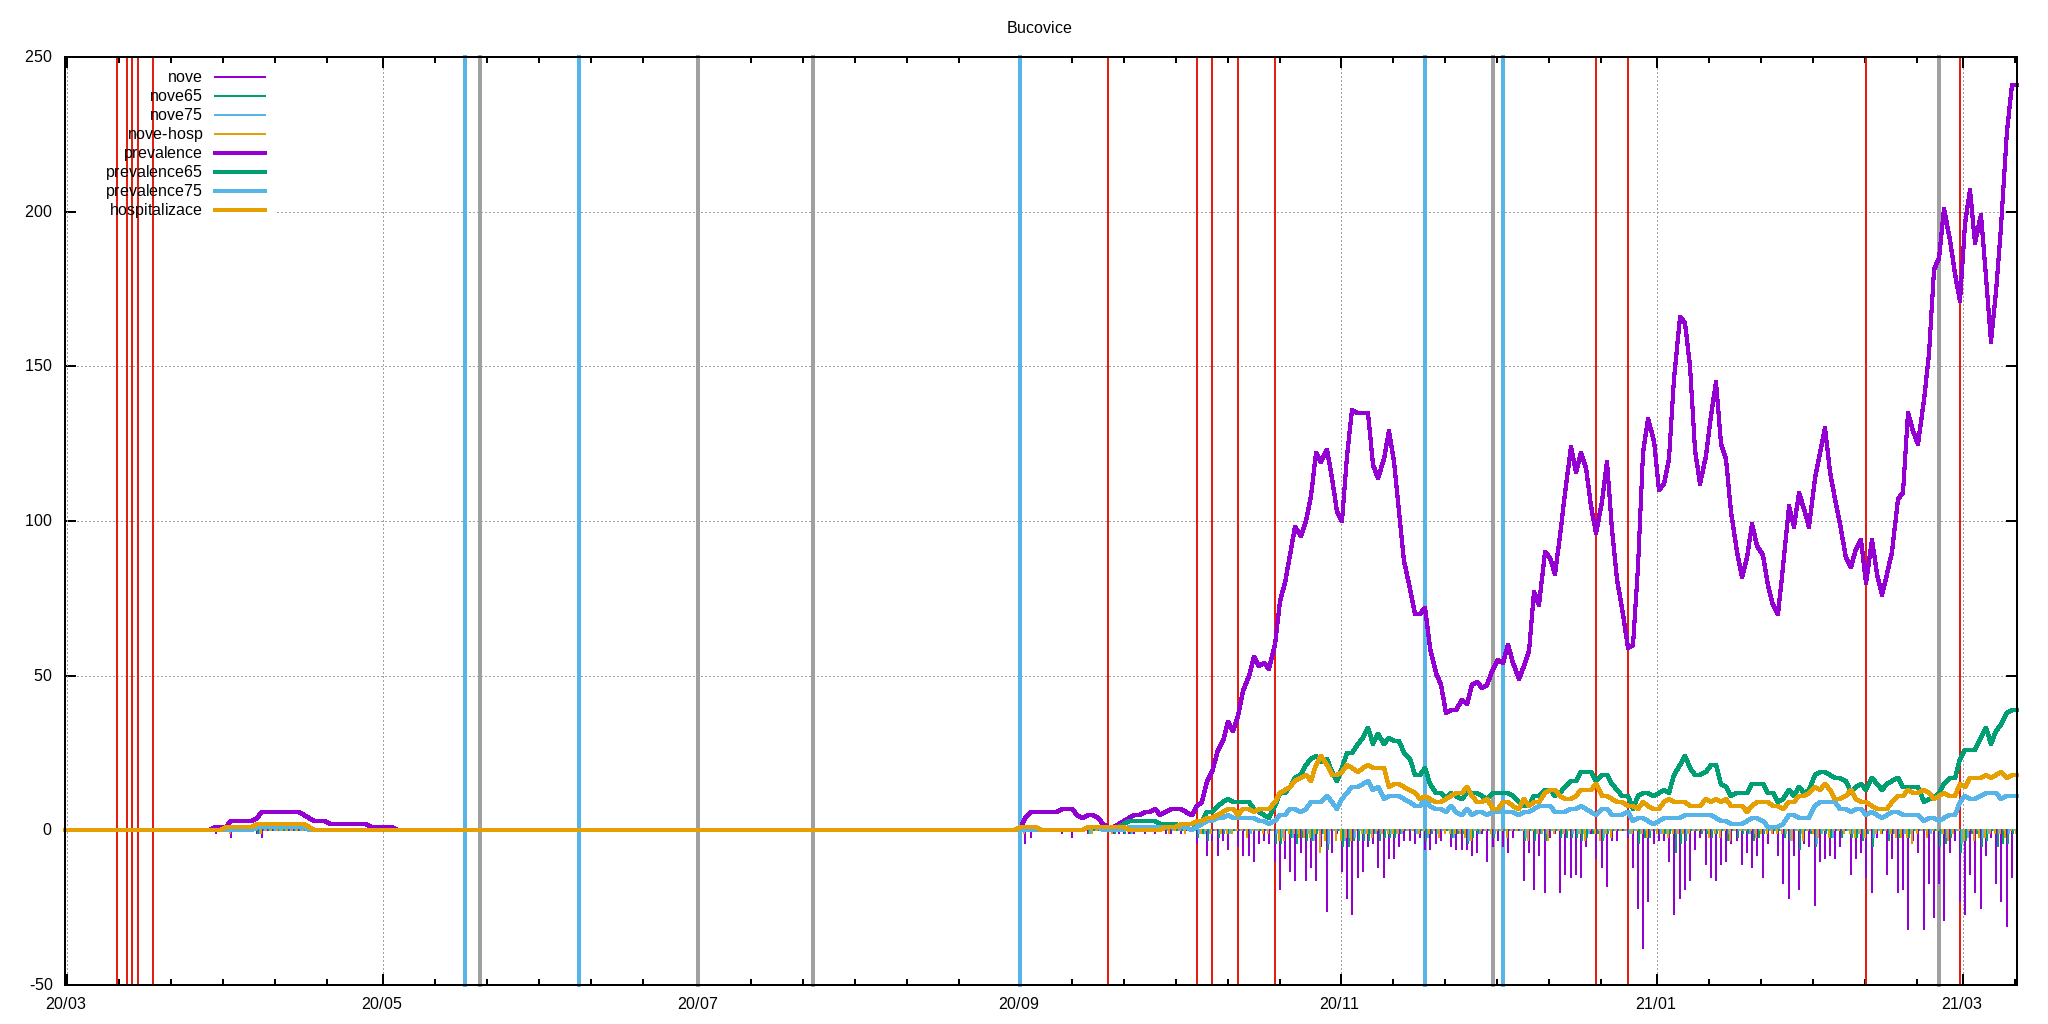 Bucovice
250
200
150
100
50
0
-50
nove
nove65
nove75
nove-hosp
prevalence
prevalence65
prevalence75
hospitalizace
20/03 20/05 20/07 20/09 20/11 21/01 21/03